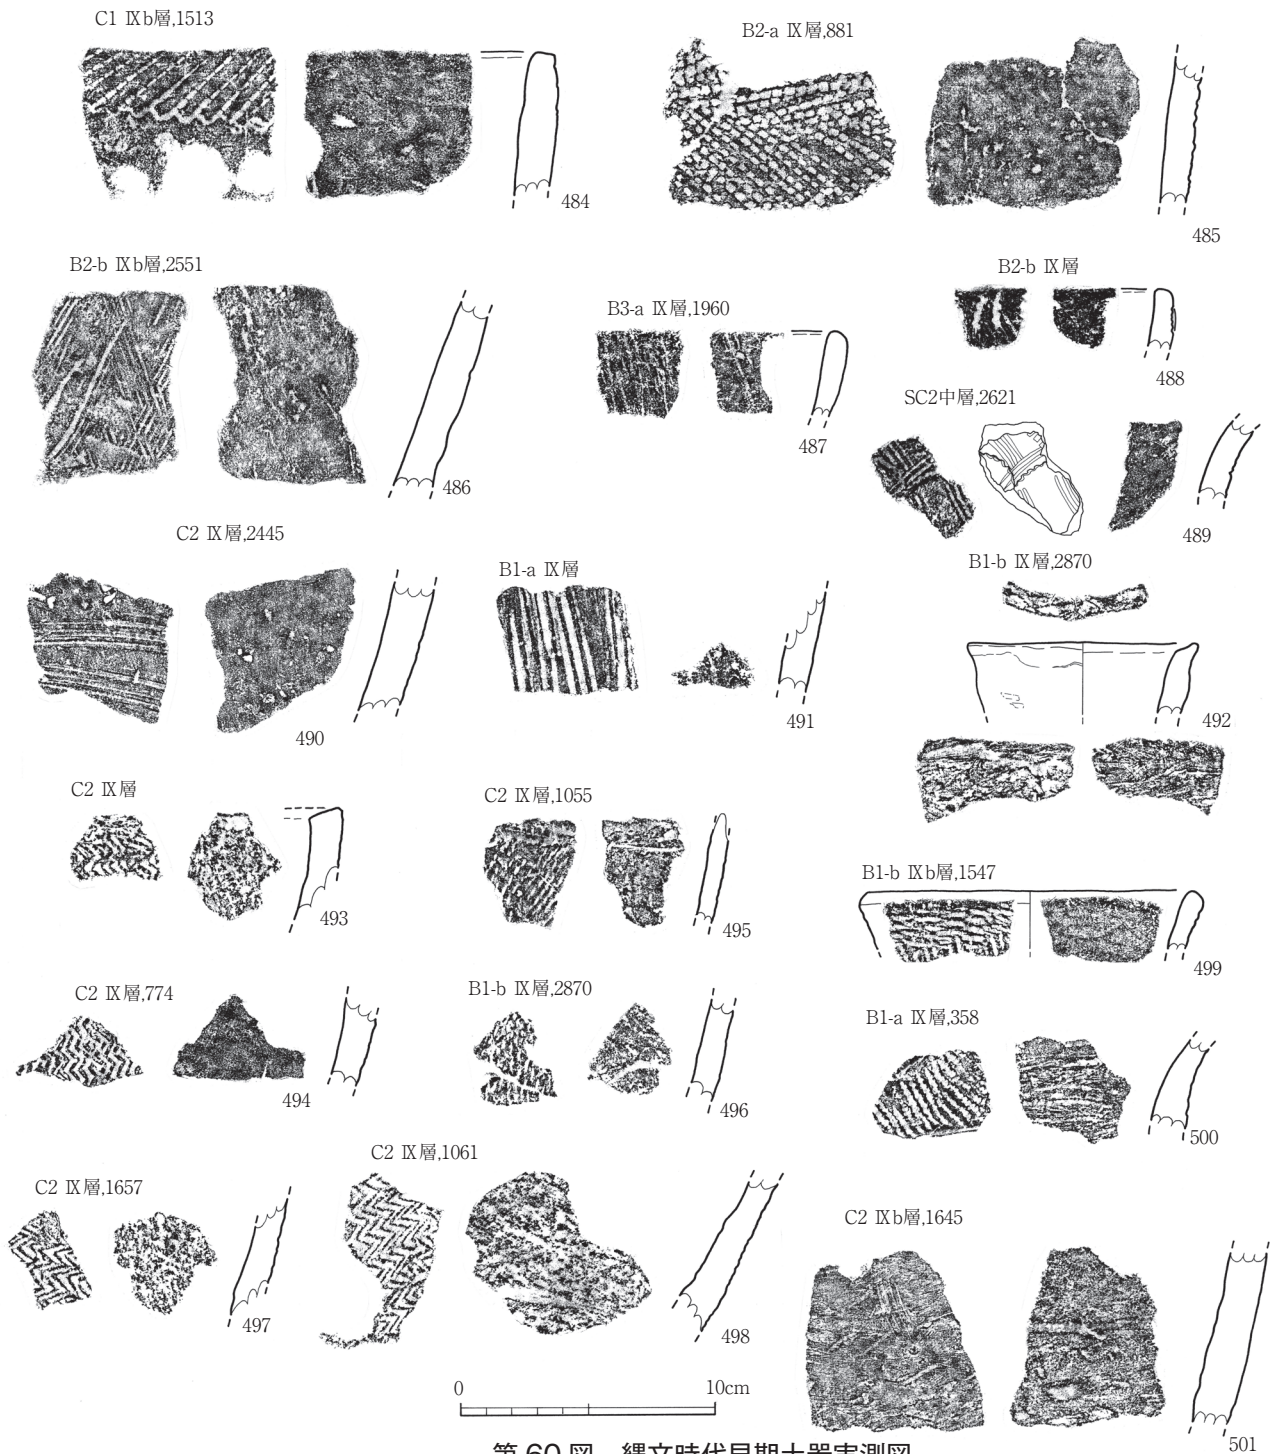 C1 Ⅸb層,1513
484
B2-a Ⅸ層,881
485
B2-b Ⅸb層,2551
486
B3-a Ⅸ層,1960
487
B2-b Ⅸ層
488
SC2中層,2621
489
C2 Ⅸ層,2445
490
B1-a Ⅸ層
491
B1-b Ⅸ層,2870
492
C2 Ⅸ層
493
C2 Ⅸ層,1055
495
B1-b Ⅸb層,1547
499
C2 Ⅸ層,774
494
B1-b Ⅸ層,2870
496
B1-a Ⅸ層,358
500
C2 Ⅸ層,1657
497
C2 Ⅸ層,1061
498
C2 Ⅸb層,1645
501
0 10cm
第60図 縄文時代早期土器実測図